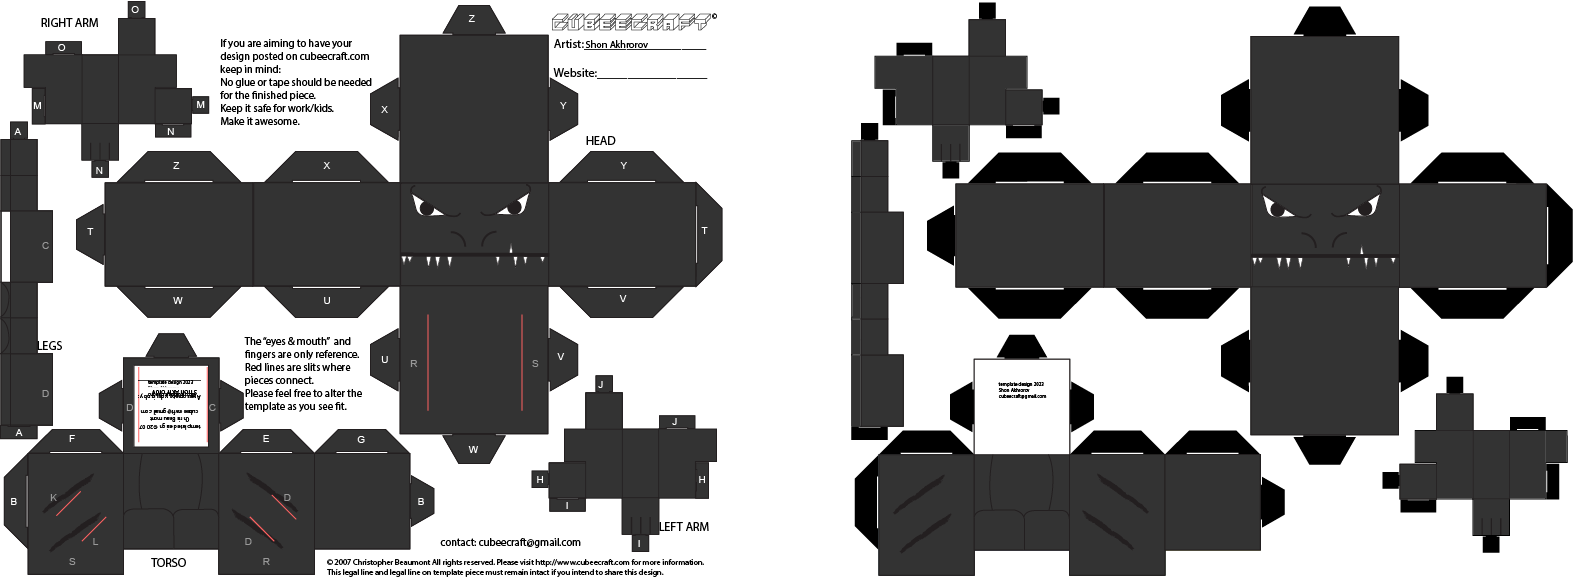 RIGHT ARM
O
O
M
M
N
N
A
If you are aiming to have your
design posted on cubeecraft.com
keep in mind:
No glue or tape should be needed
for the finished piece.
Keep it safe for work/kids.
Make it awesome.
Z
CUBEECRAFT©
Artist: Shon Akhrorov
Website:
X
Y
HEAD
Z
X
Y
T
T
W
U
V
C
LEGS
D
A
The "eyes & mouth" and
fingers are only reference.
Red lines are slits where
pieces connect.
Please feel free to alter the
template as you see fit.
U
R
S
V
W
D
C
F
E
G
B
K
L
S
D
D
R
B
TORSO
J
J
H
H
I
I
LEFT ARM
contact: cubeecraft@gmail.com
© 2007 Christopher Beaumont All rights reserved. Please visit http://www.cubeecraft.com for more information.
This legal line and legal line on template piece must remain intact if you intend to share this design.
template design 2023
Shon Akhrorov
cubeecraft@gmail.com